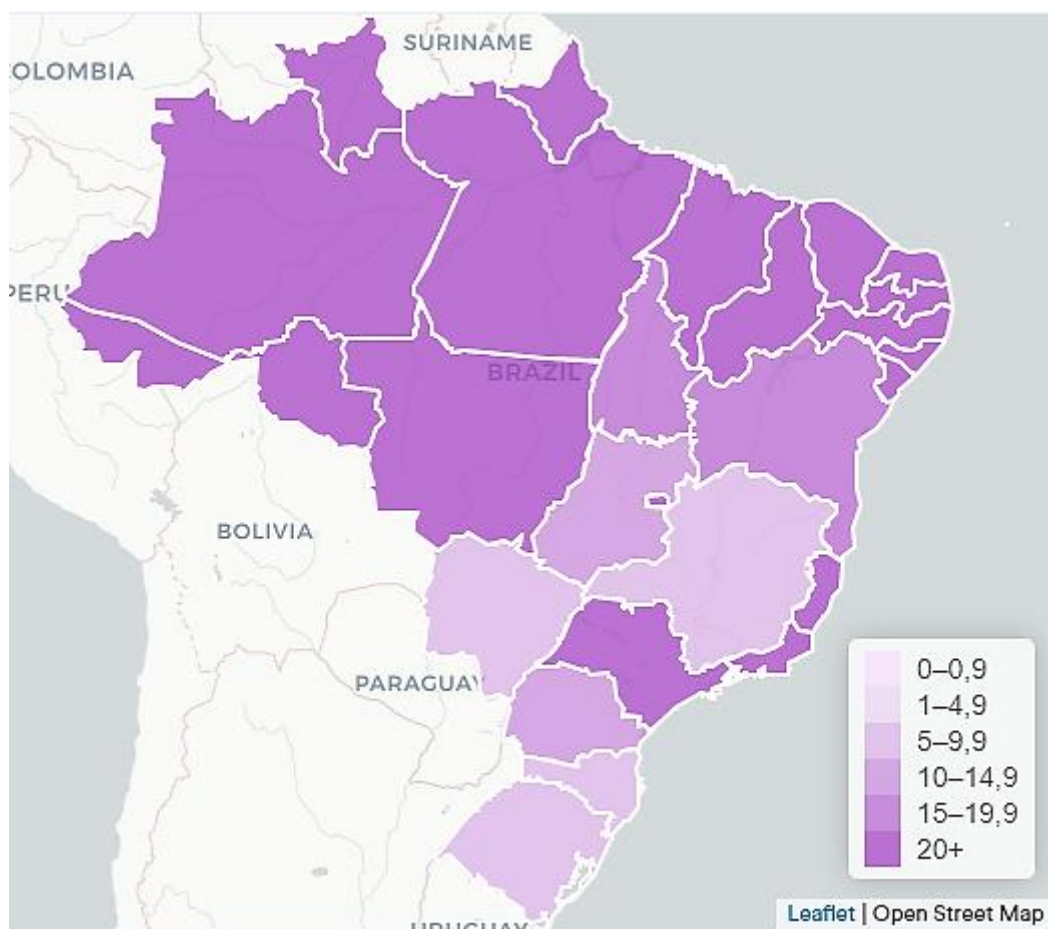 SURINAME
OLOMBIA
PERU
BRAZIL
BOLIVIA
PARAGUAY
0–0,9
1–4,9
5–9,9
10–14,9
15–19,9
20+
URUGUAY
Leaflet | Open Street Map